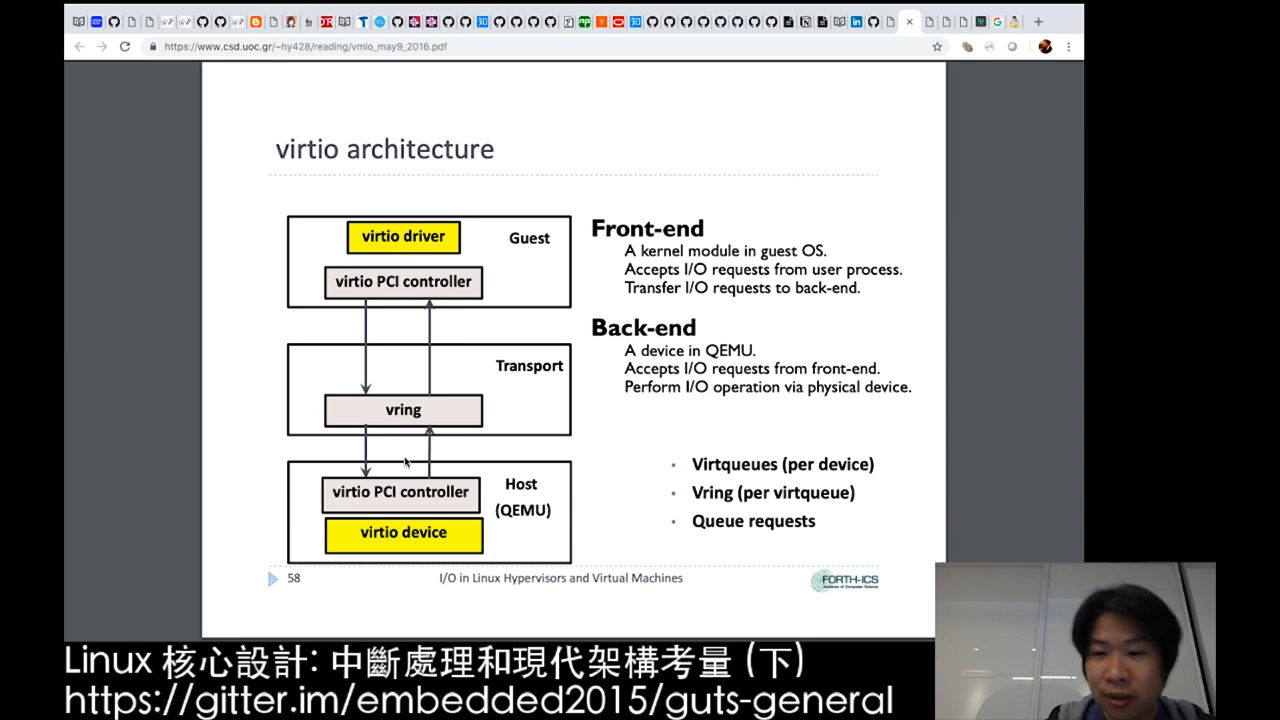 https://www.csd.uoc.gr/~hy428/reading/vmio_may9_2016.pdf
virtio architecture
virtio driver
Guest
virtio PCI controller
Transport
vring
virtio PCI controller
Host
(QEMU)
virtio device
Front-end
A kernel module in guest OS.
Accepts I/O requests from user process.
Transfer I/O requests to back-end.
Back-end
A device in QEMU.
Accepts I/O requests from front-end.
Perform I/O operation via physical device.
• Virtqueues (per device)
• Vring (per virtqueue)
• Queue requests
58
I/O in Linux Hypervisors and Virtual Machines
FORTH-ICS
Linux 核心設計: 中斷處理和現代架構考量 (下)
https://gitter.im/embedded2015/guts-general